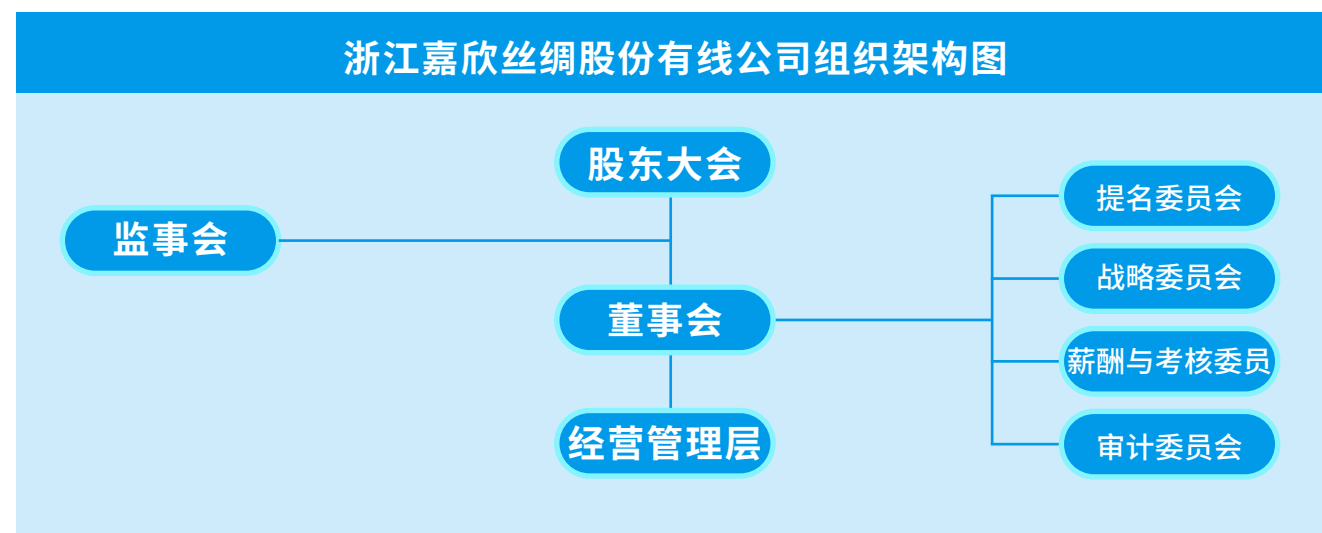 浙江嘉欣丝绸股份有线公司组织架构图
股东大会
监事会
董事会
经营管理层
提名委员会
战略委员会
薪酬与考核委员
审计委员会